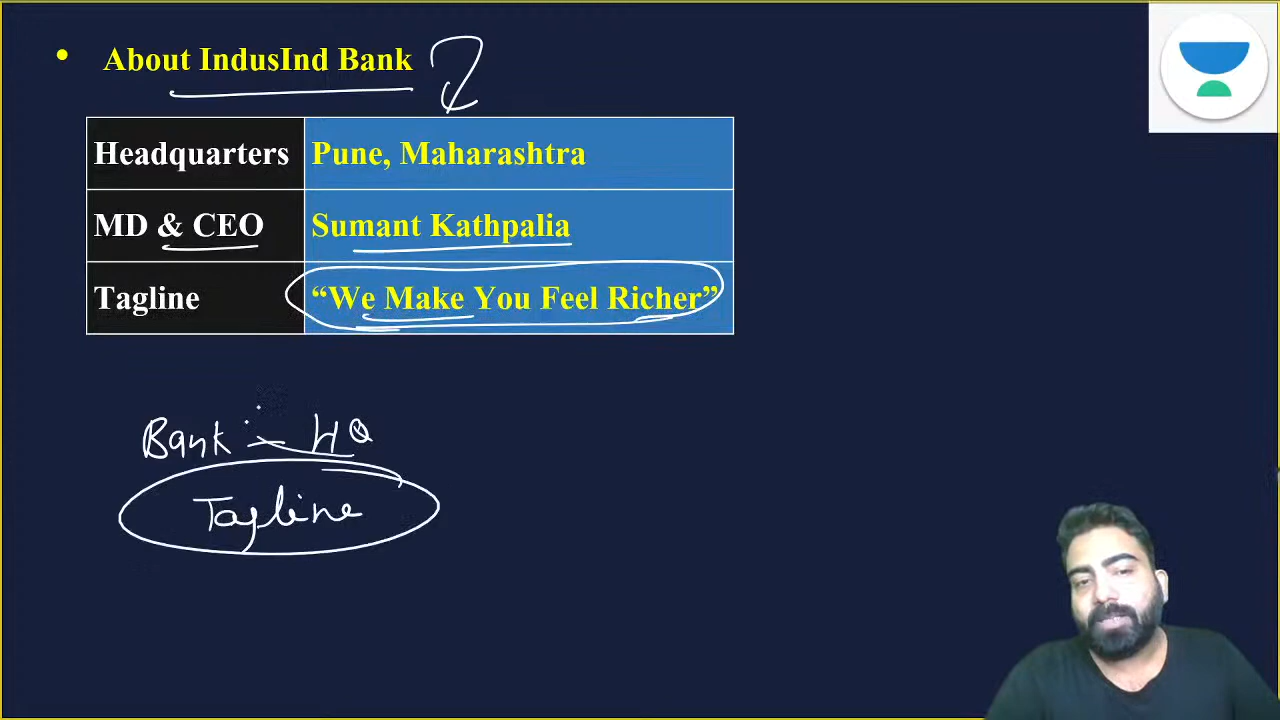 • About IndusInd Bank
Headquarters Pune, Maharashtra
MD & CEO Sumant Kathpalia
Tagline “We Make You Feel Richer”
Bank HQ
Tagline